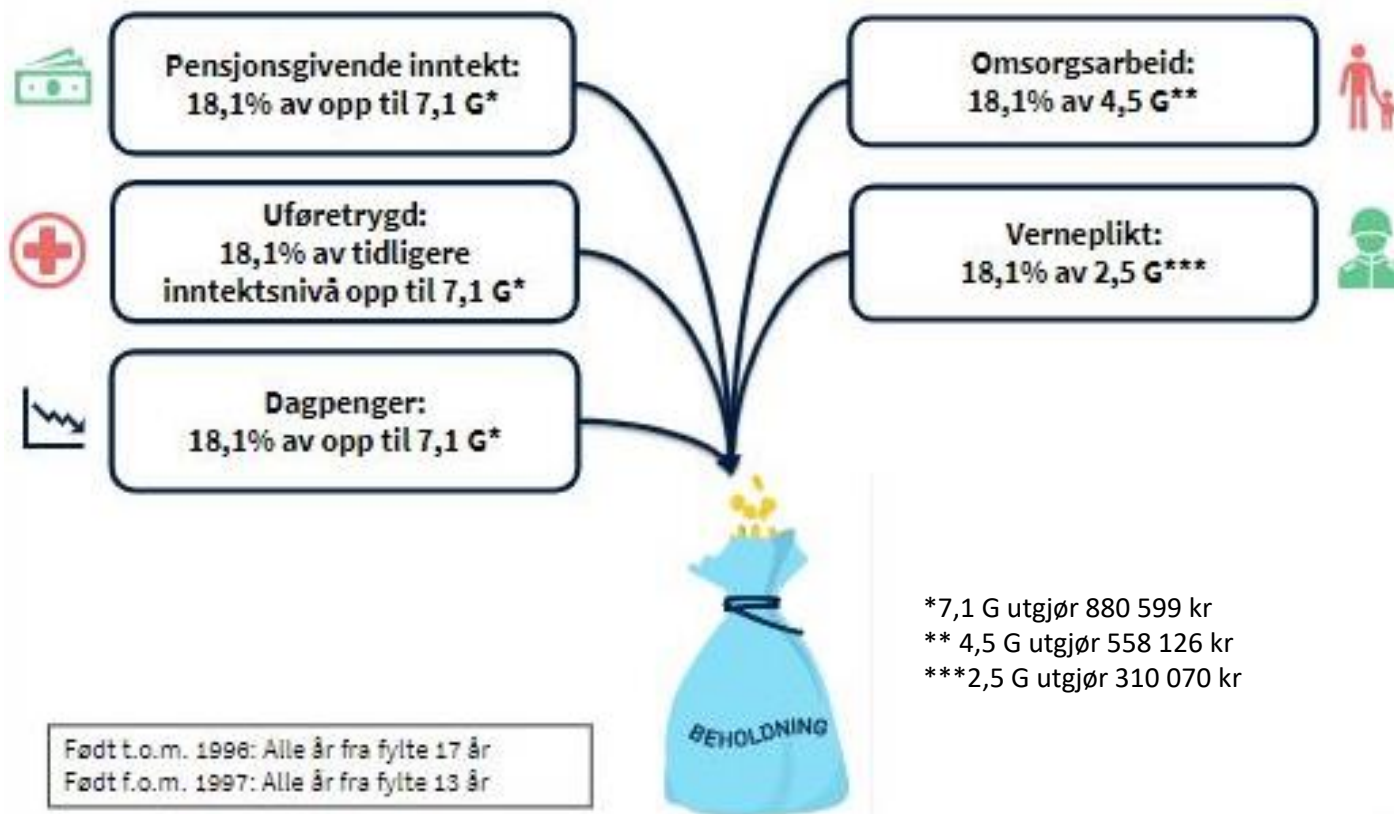 Pensjonsgivende inntekt:
18,1% av opp til 7,1 G*
Uføretrygd:
18,1% av tidligere
inntektsnivå opp til 7,1 G*
Dagpenger:
18,1% av opp til 7,1 G*
Omsorgsarbeid:
18,1% av 4,5 G**
Verneplikt:
18,1% av 2,5 G***
BEHOLDNING
*7,1 G utgjør 880 599 kr
** 4,5 G utgjør 558 126 kr
***2,5 G utgjør 310 070 kr
Født t.o.m. 1996: Alle år fra fylte 17 år
Født f.o.m. 1997: Alle år fra fylte 13 år